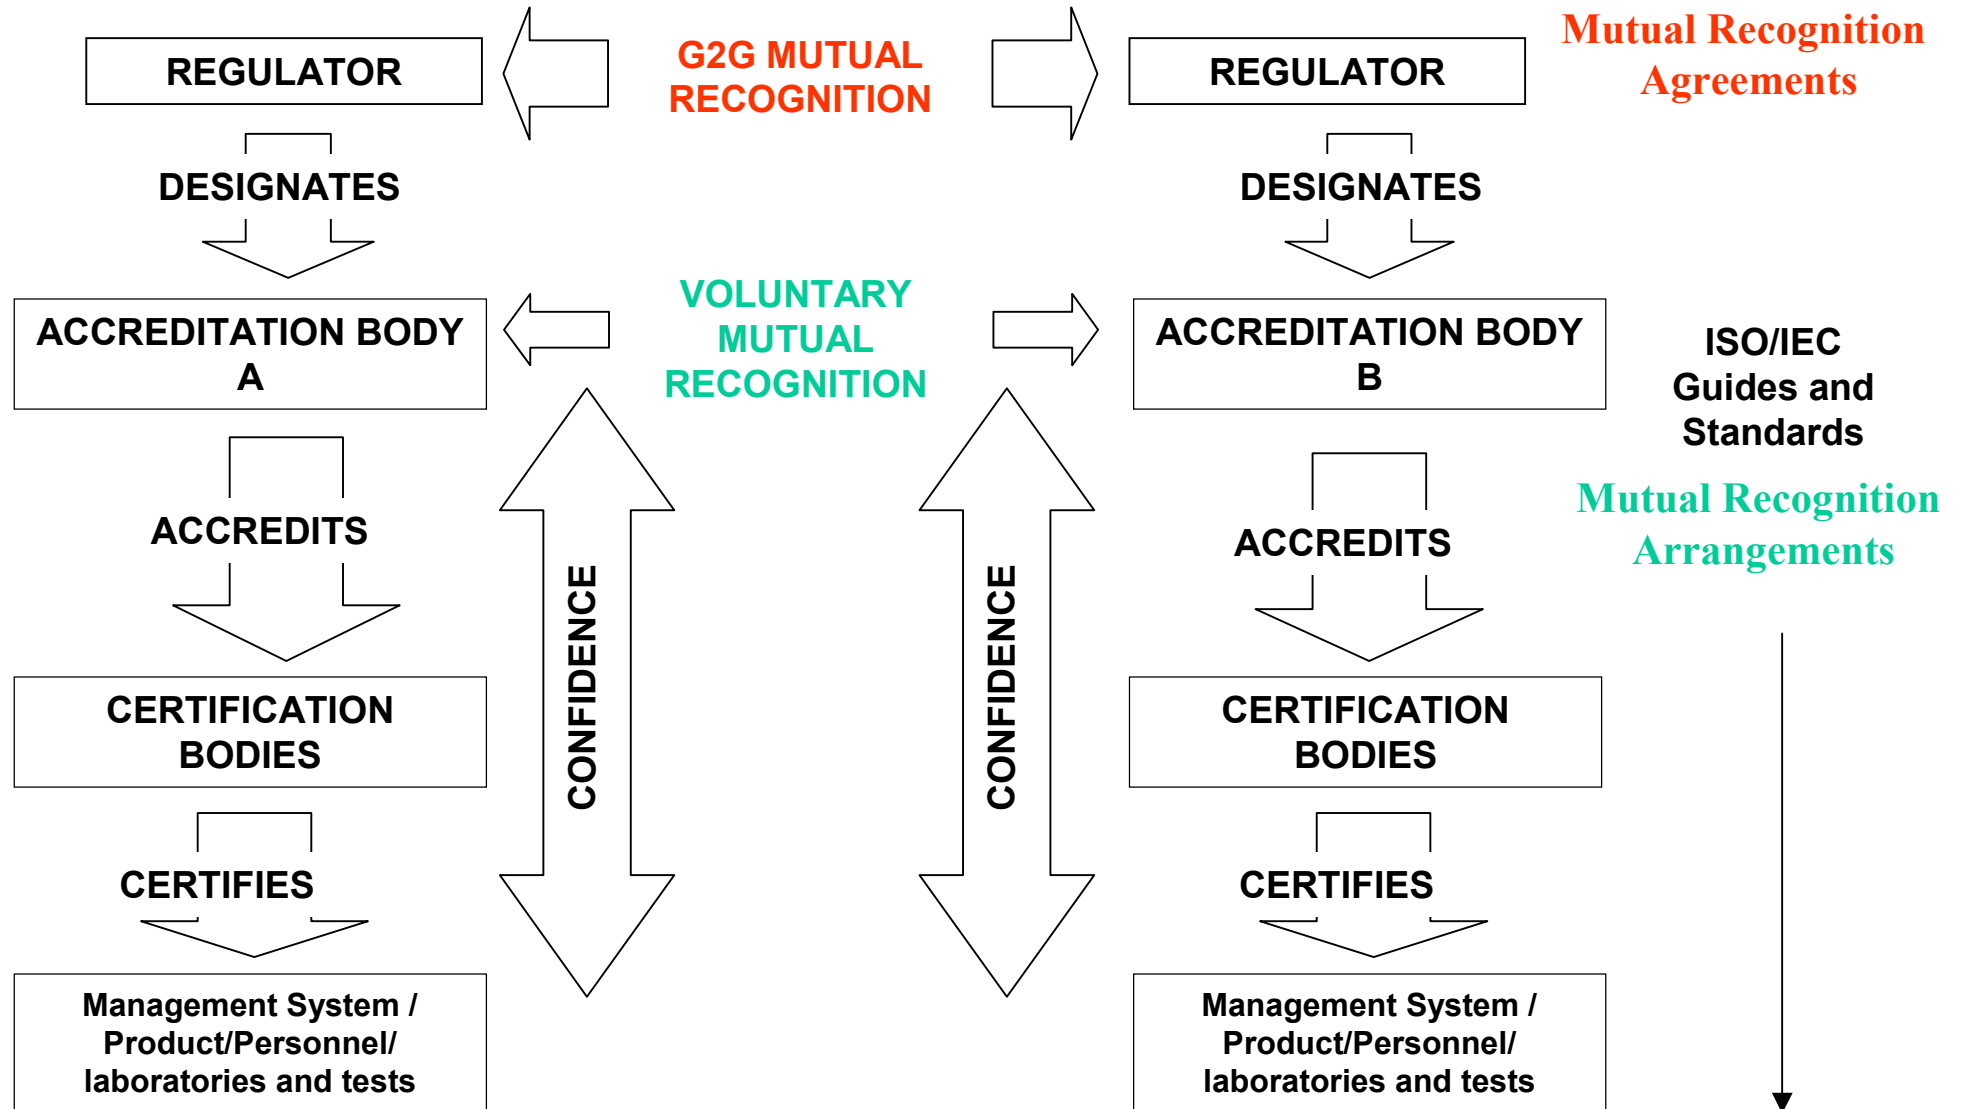 REGULATOR
G2G MUTUAL
RECOGNITION
REGULATOR
Mutual Recognition
Agreements
DESIGNATES
DESIGNATES
ACCREDITATION BODY
A
VOLUNTARY
MUTUAL
RECOGNITION
ACCREDITATION BODY
B
ISO/IEC
Guides and
Standards
Mutual Recognition
Arrangements
ACCREDITS
ACCREDITS
CONFIDENCE
CONFIDENCE
CERTIFICATION
BODIES
CERTIFICATION
BODIES
CERTIFIES
CERTIFIES
Management System /
Product/Personnel/
laboratories and tests
Management System /
Product/Personnel/
laboratories and tests